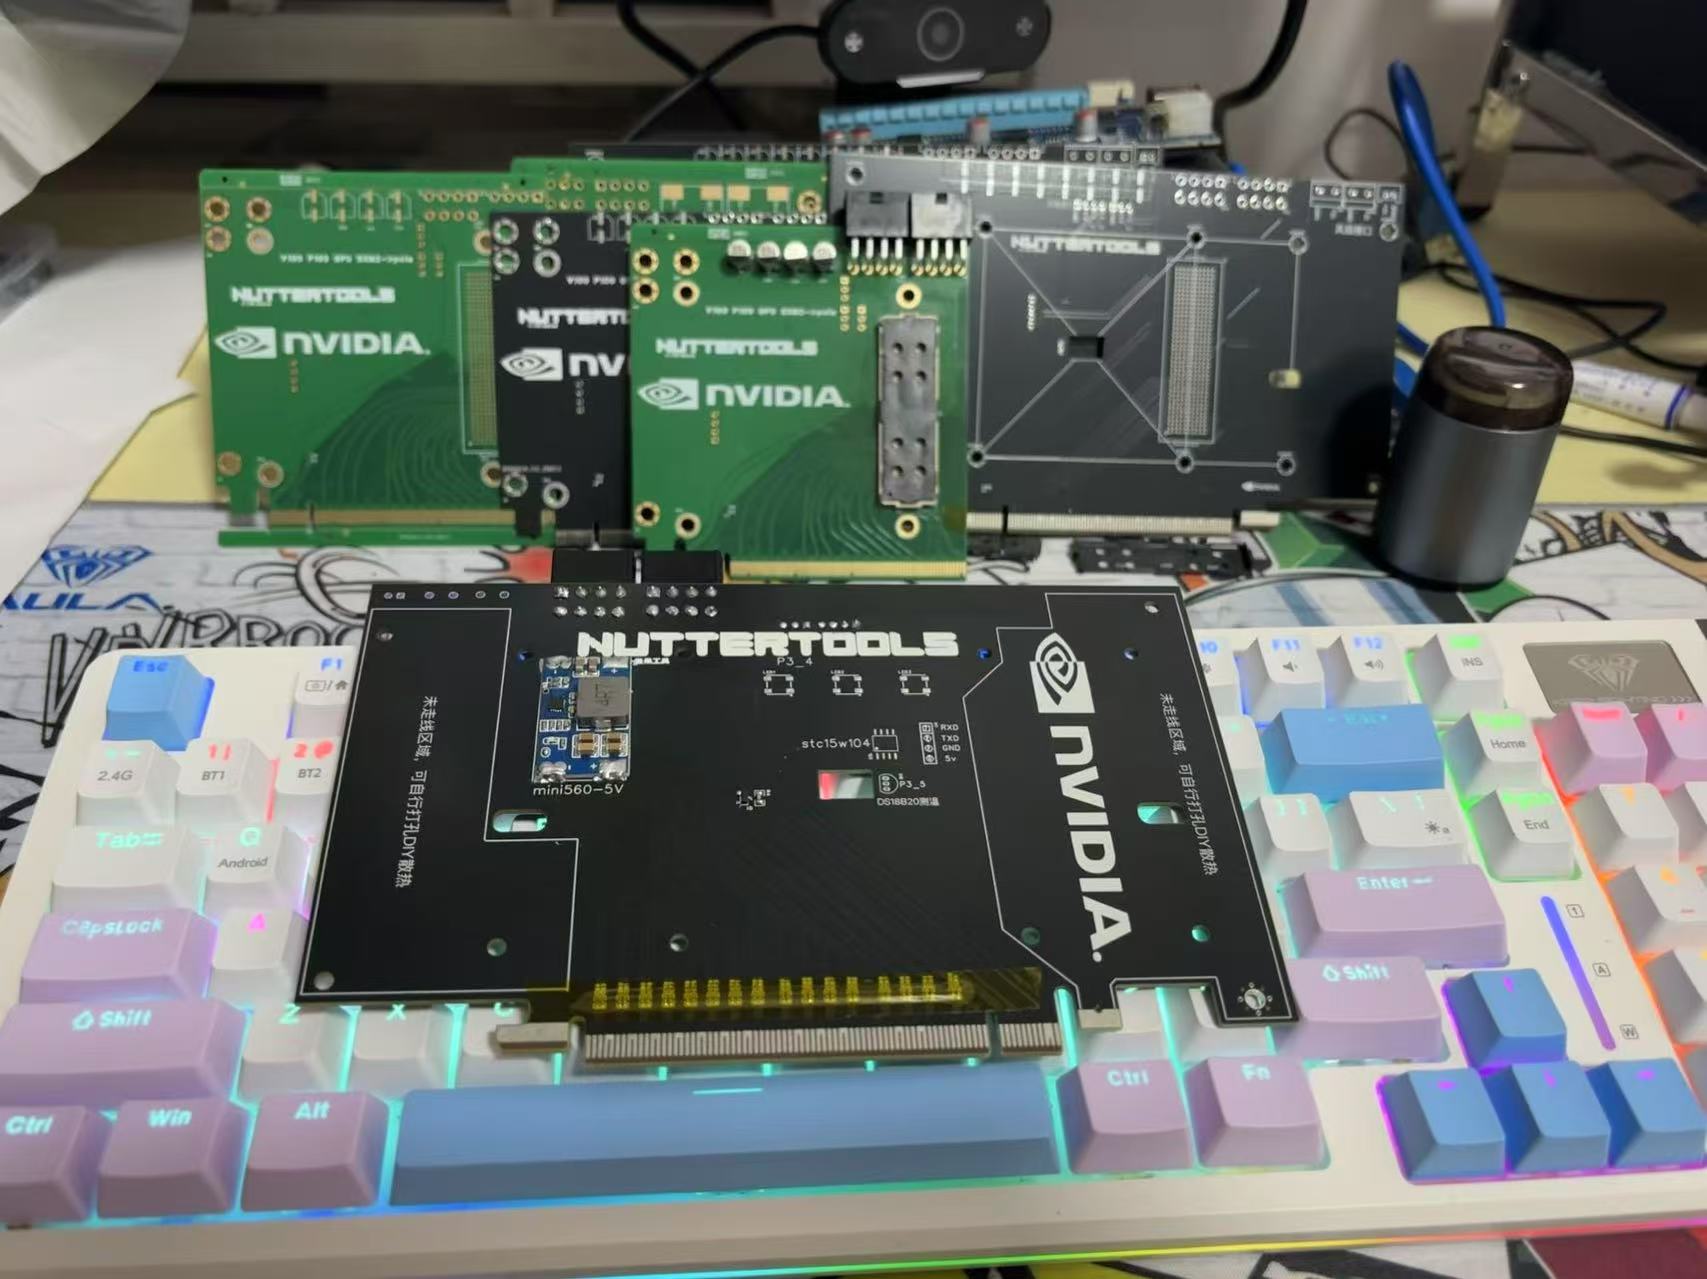 NUTTERTOOLS
NVIDIA.
NUTTERTOOLS
NV
NUTTERTOOLS
NVIDIA.
NUTTERTOOLS
AULA
NUTTERTOOLS
P3_4
mini560-5V
stc15w104
RXD
TXD
GND
5v
P3_5
DS18B20测温
未走线区域，可自行打孔DIY散热
NVIDIA.
未走线区域，可自行打孔DIY散热
Esc
F1
F11
F12
INS
2.4G
BT1
BT2
Home
Tab
Q
Android
End
CapsLock
A
Enter
Shift
Z
X
C
Shift
Ctrl
Win
Alt
Ctrl
Fn
1
A
W